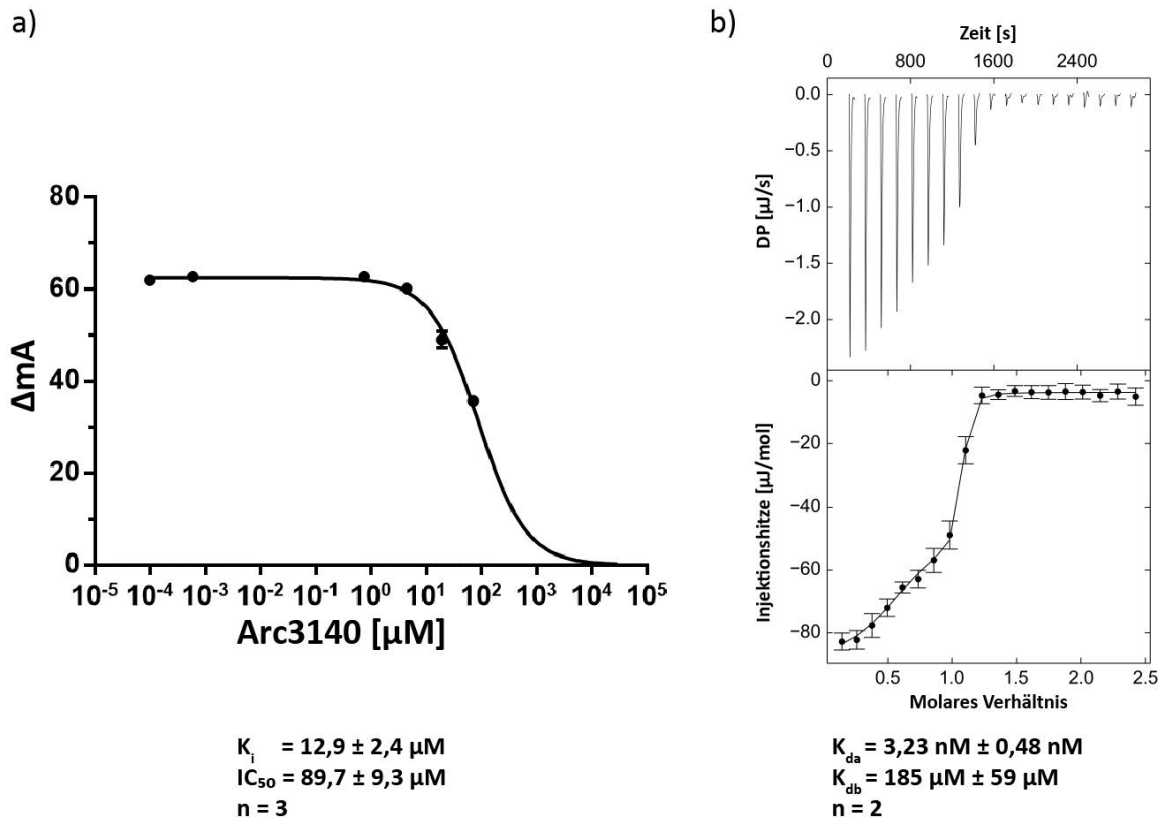 a)
80
60
40
20
0
ΔmA
10⁻⁵ 10⁻⁴ 10⁻³ 10⁻² 10⁻¹ 10⁰ 10¹ 10² 10³ 10⁴ 10⁵
Arc3140 [µM]
Kᵢ = 12,9 ± 2,4 µM
IC₅₀ = 89,7 ± 9,3 µM
n = 3
b)
Zeit [s]
0 800 1600 2400
0.0
−0.5
−1.0
−1.5
−2.0
DP [µJ/s]
0
−20
−40
−60
−80
Injektionshitze [µJ/mol]
0.5 1.0 1.5 2.0 2.5
Molares Verhältnis
K_da = 3,23 nM ± 0,48 nM
K_db = 185 µM ± 59 µM
n = 2